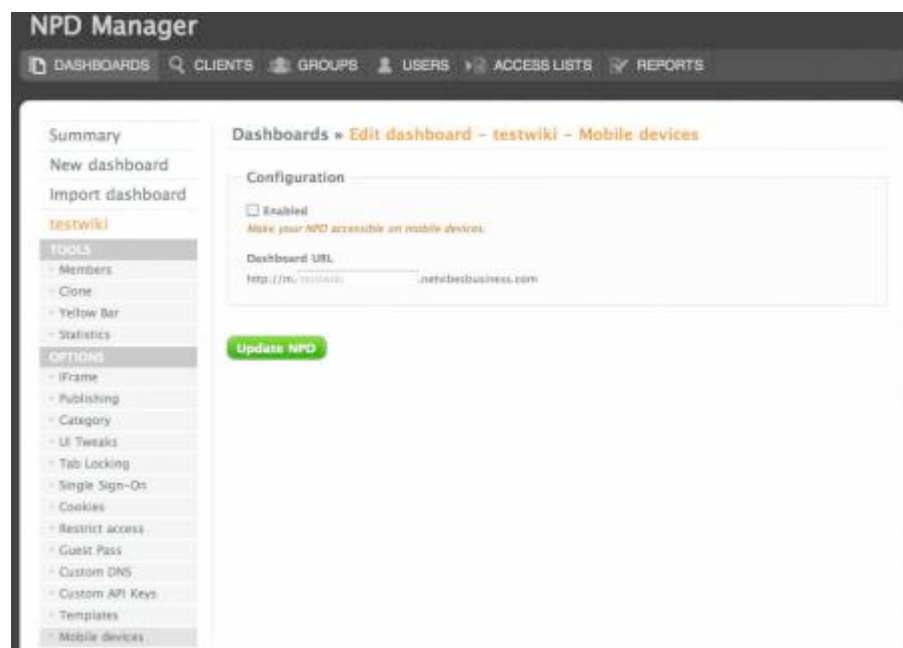 NPD Manager
DASHBOARDS CLIENTS GROUPS USERS ACCESS LISTS REPORTS
Summary
New dashboard
Import dashboard
testwiki
TOOLS
Members
Clone
Yellow Bar
Statistics
OPTIONS
IFrame
Publishing
Category
UI Tweaks
Tab Locking
Single Sign-On
Cookies
Restrict access
Guest Pass
Custom DNS
Custom API Keys
Templates
Mobile devices
Dashboards » Edit dashboard - testwiki - Mobile devices
Configuration
Enabled
Make your NPD accessible on mobile devices.
Dashboard URL
http://m. testwiki .netvibesbusiness.com
Update NPD